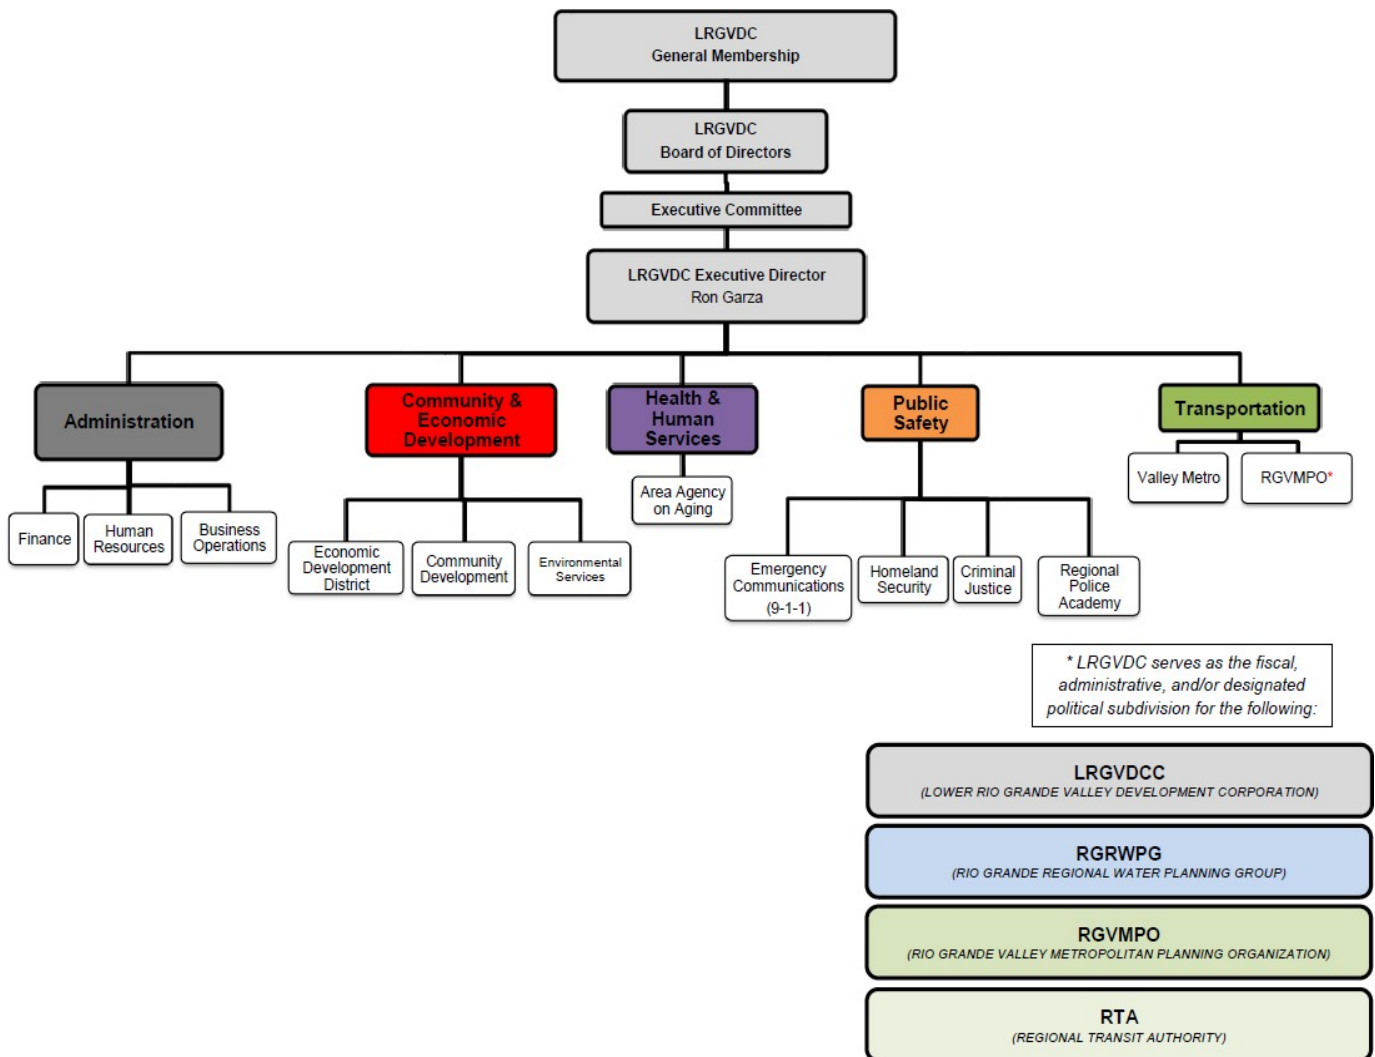 LRGVDC
General Membership
LRGVDC
Board of Directors
Executive Committee
LRGVDC Executive Director
Ron Garza
Administration
Community &
Economic
Development
Health &
Human
Services
Public
Safety
Transportation
Finance
Human
Resources
Business
Operations
Economic
Development
District
Community
Development
Environmental
Services
Area Agency
on Aging
Emergency
Communications
(9-1-1)
Homeland
Security
Criminal
Justice
Regional
Police
Academy
Valley Metro
RGVMPO*
* LRGVDC serves as the fiscal,
administrative, and/or designated
political subdivision for the following:
LRGVDCC
(LOWER RIO GRANDE VALLEY DEVELOPMENT CORPORATION)
RGRWPG
(RIO GRANDE REGIONAL WATER PLANNING GROUP)
RGVMPO
(RIO GRANDE VALLEY METROPOLITAN PLANNING ORGANIZATION)
RTA
(REGIONAL TRANSIT AUTHORITY)